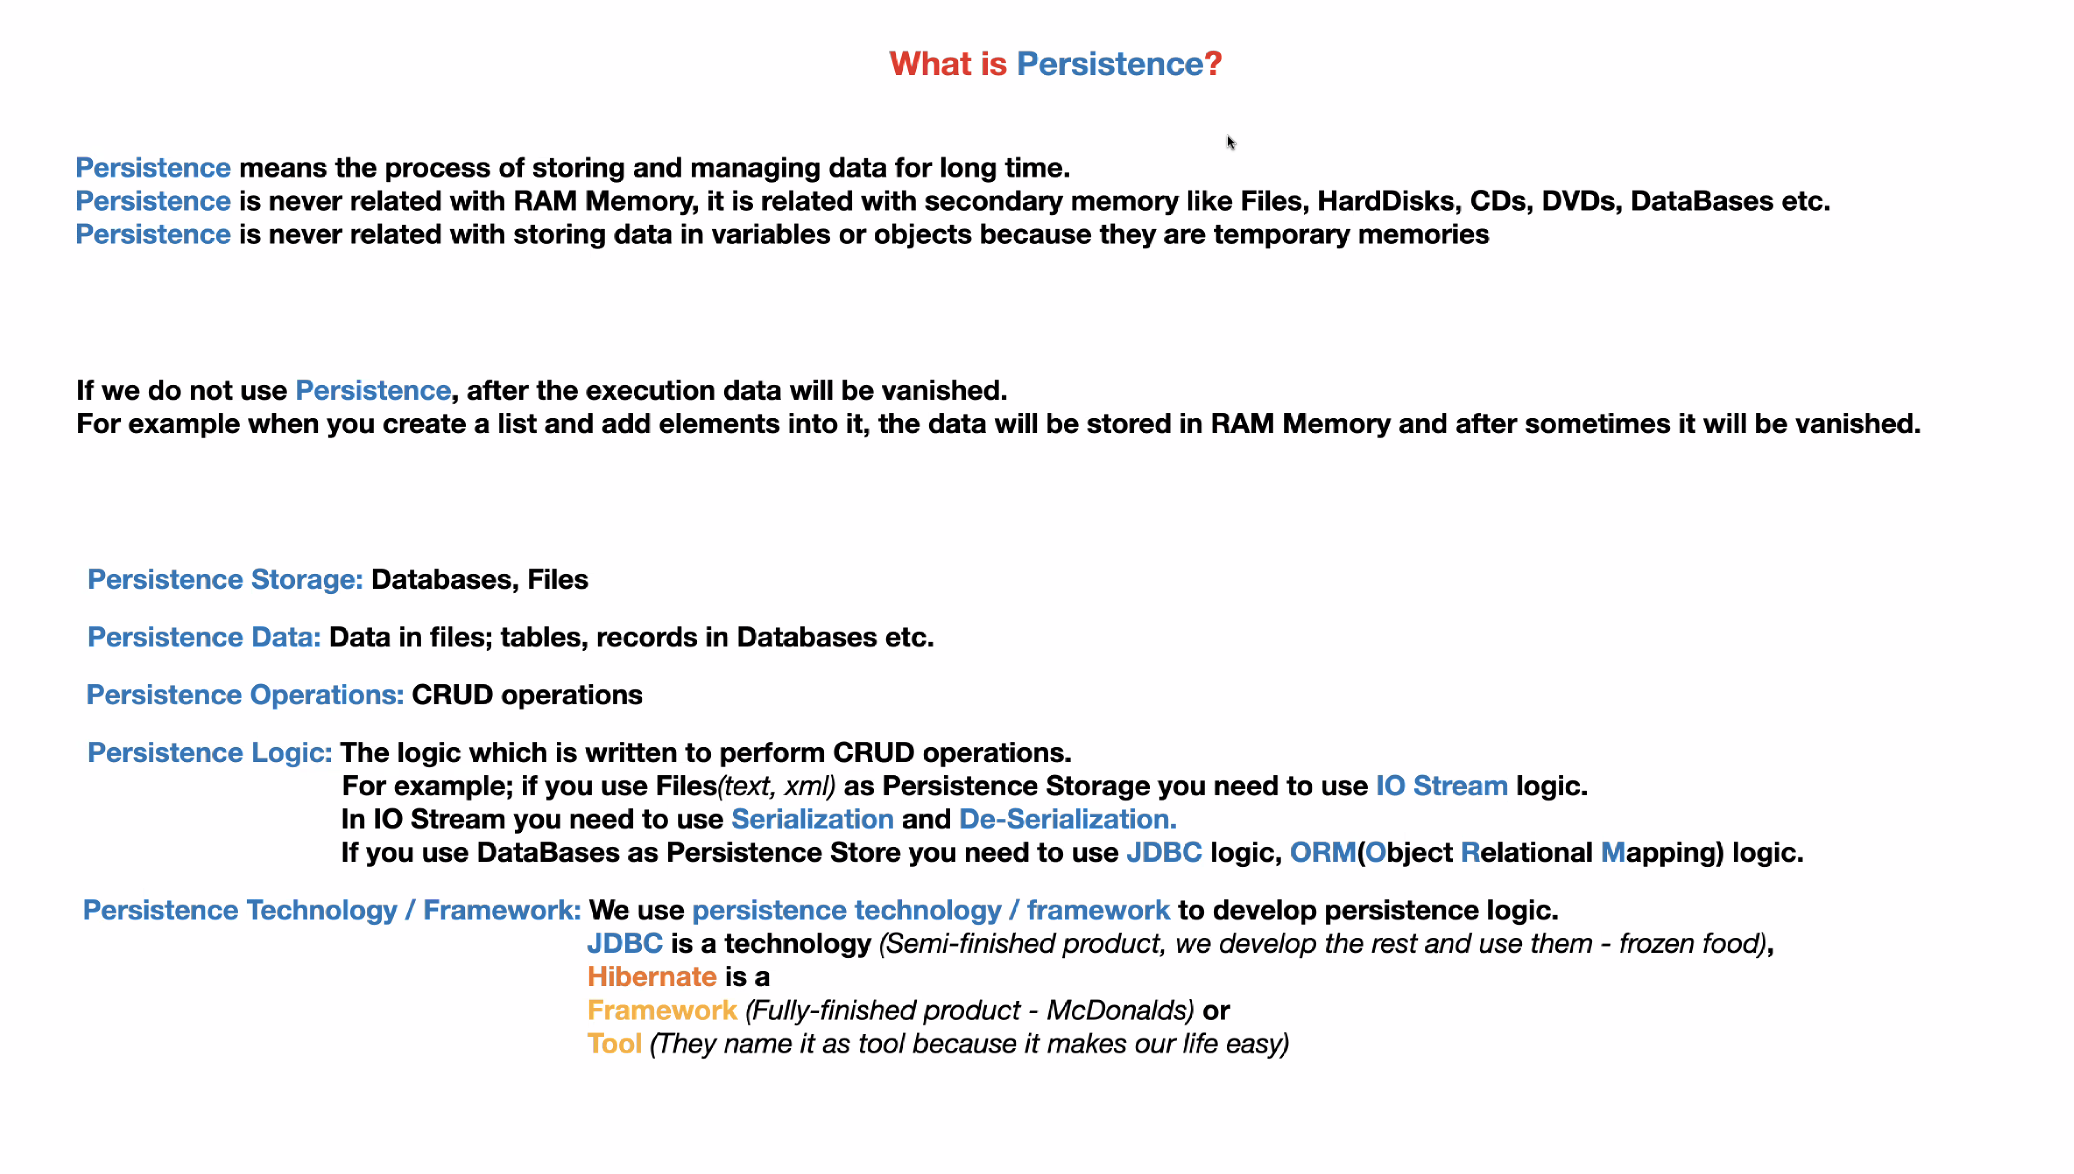 What is Persistence?
Persistence means the process of storing and managing data for long time.
Persistence is never related with RAM Memory, it is related with secondary memory like Files, HardDisks, CDs, DVDs, DataBases etc.
Persistence is never related with storing data in variables or objects because they are temporary memories
If we do not use Persistence, after the execution data will be vanished.
For example when you create a list and add elements into it, the data will be stored in RAM Memory and after sometimes it will be vanished.
Persistence Storage: Databases, Files
Persistence Data: Data in files; tables, records in Databases etc.
Persistence Operations: CRUD operations
Persistence Logic: The logic which is written to perform CRUD operations.
For example; if you use Files(text, xml) as Persistence Storage you need to use IO Stream logic.
In IO Stream you need to use Serialization and De-Serialization.
If you use DataBases as Persistence Store you need to use JDBC logic, ORM(Object Relational Mapping) logic.
Persistence Technology / Framework: We use persistence technology / framework to develop persistence logic.
JDBC is a technology (Semi-finished product, we develop the rest and use them - frozen food),
Hibernate is a
Framework (Fully-finished product - McDonalds) or
Tool (They name it as tool because it makes our life easy)